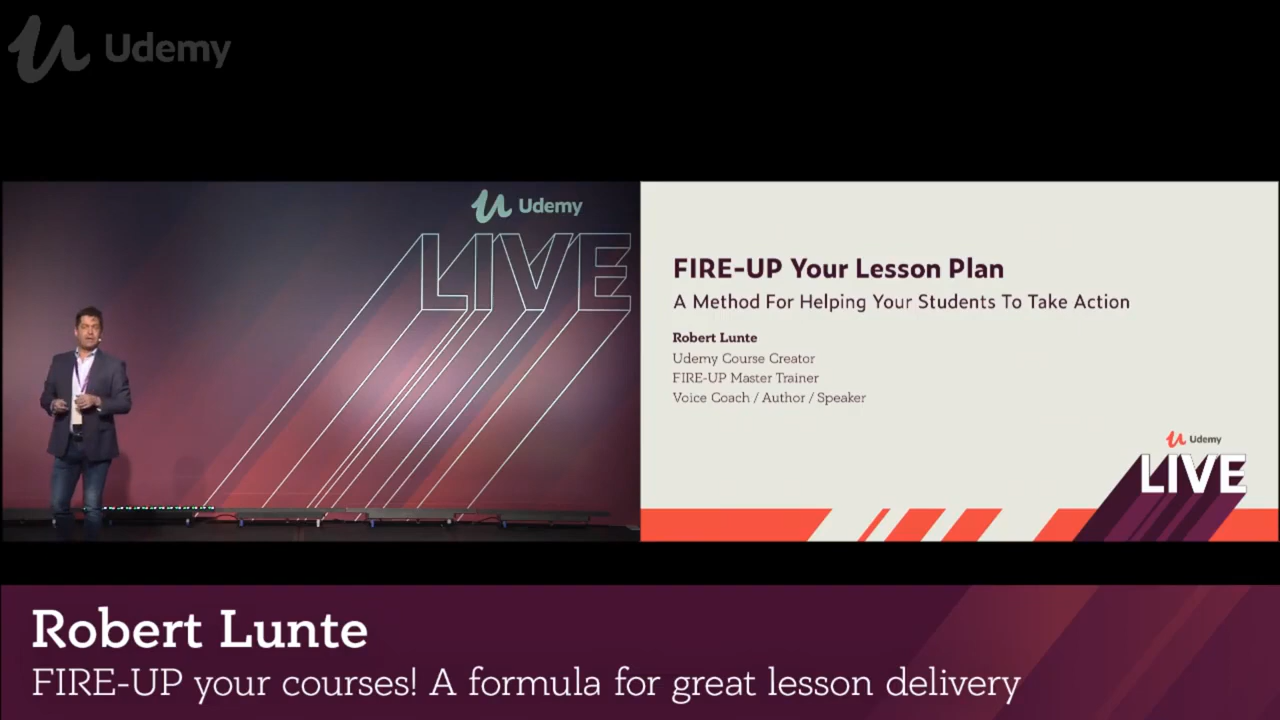 Udemy
Udemy
LIVE
FIRE-UP Your Lesson Plan
A Method For Helping Your Students To Take Action
Robert Lunte
Udemy Course Creator
FIRE-UP Master Trainer
Voice Coach / Author / Speaker
Udemy
LIVE
Robert Lunte
FIRE-UP your courses! A formula for great lesson delivery